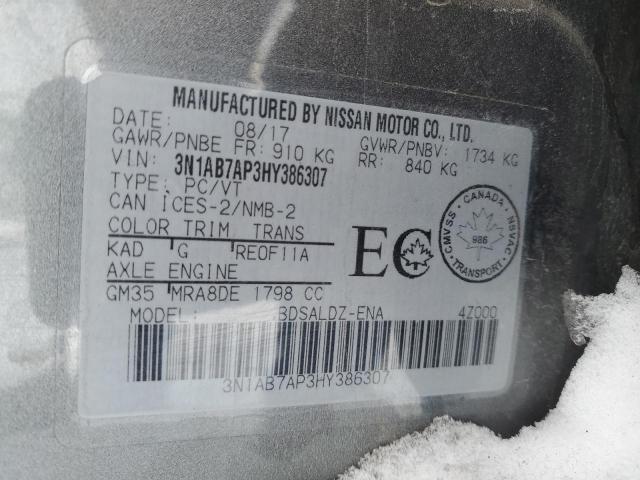 MANUFACTURED BY NISSAN MOTOR CO., LTD.
DATE: 08/17 GVWR/PNBV: 1734 KG
GAWR/PNBE FR: 910 KG RR: 840 KG
VIN: 3N1AB7AP3HY386307
TYPE: PC/VT
CAN ICES-2/NMB-2
COLOR TRIM TRANS
KAD G RE0F11A
AXLE ENGINE
GM35 MRA8DE 1798 CC
EC
CMVSS CANADA NSVAC
986
TRANSPORT
MODEL: BDSALDZ-ENA 4Z000
3N1AB7AP3HY386307